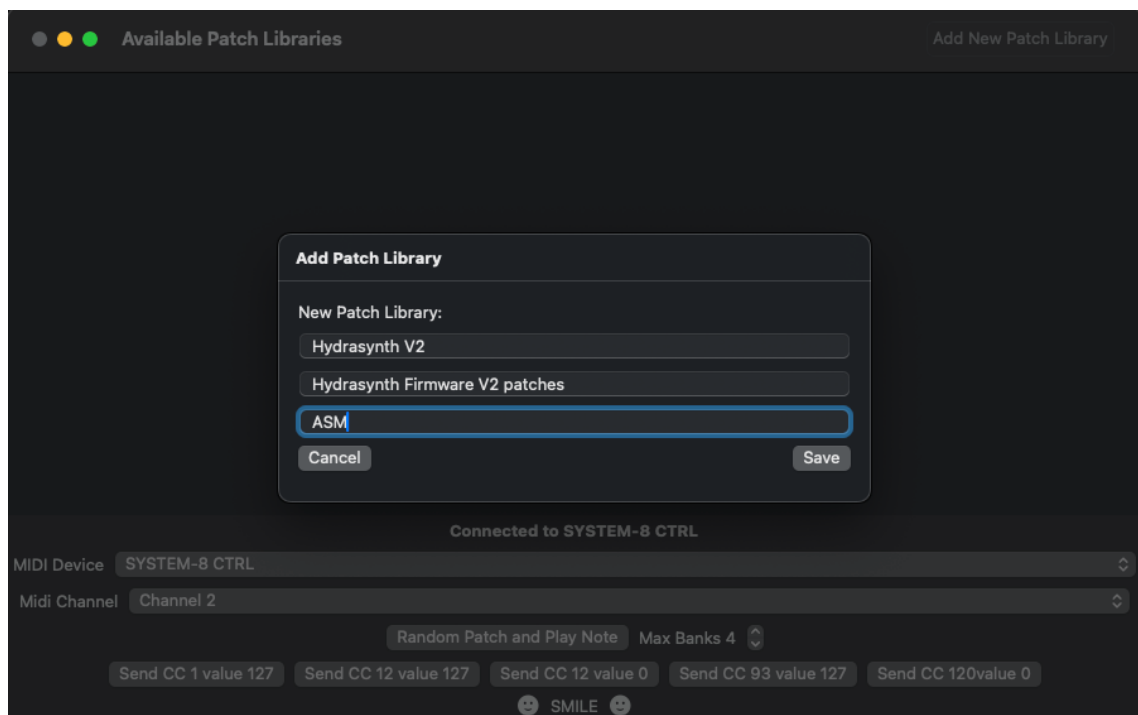 Available Patch Libraries
Add New Patch Library
Add Patch Library
New Patch Library:
Hydrasynth V2
Hydrasynth Firmware V2 patches
ASM
Cancel
Save
Connected to SYSTEM-8 CTRL
MIDI Device SYSTEM-8 CTRL
Midi Channel Channel 2
Random Patch and Play Note Max Banks 4
Send CC 1 value 127 Send CC 12 value 127 Send CC 12 value 0 Send CC 93 value 127 Send CC 120value 0
SMILE